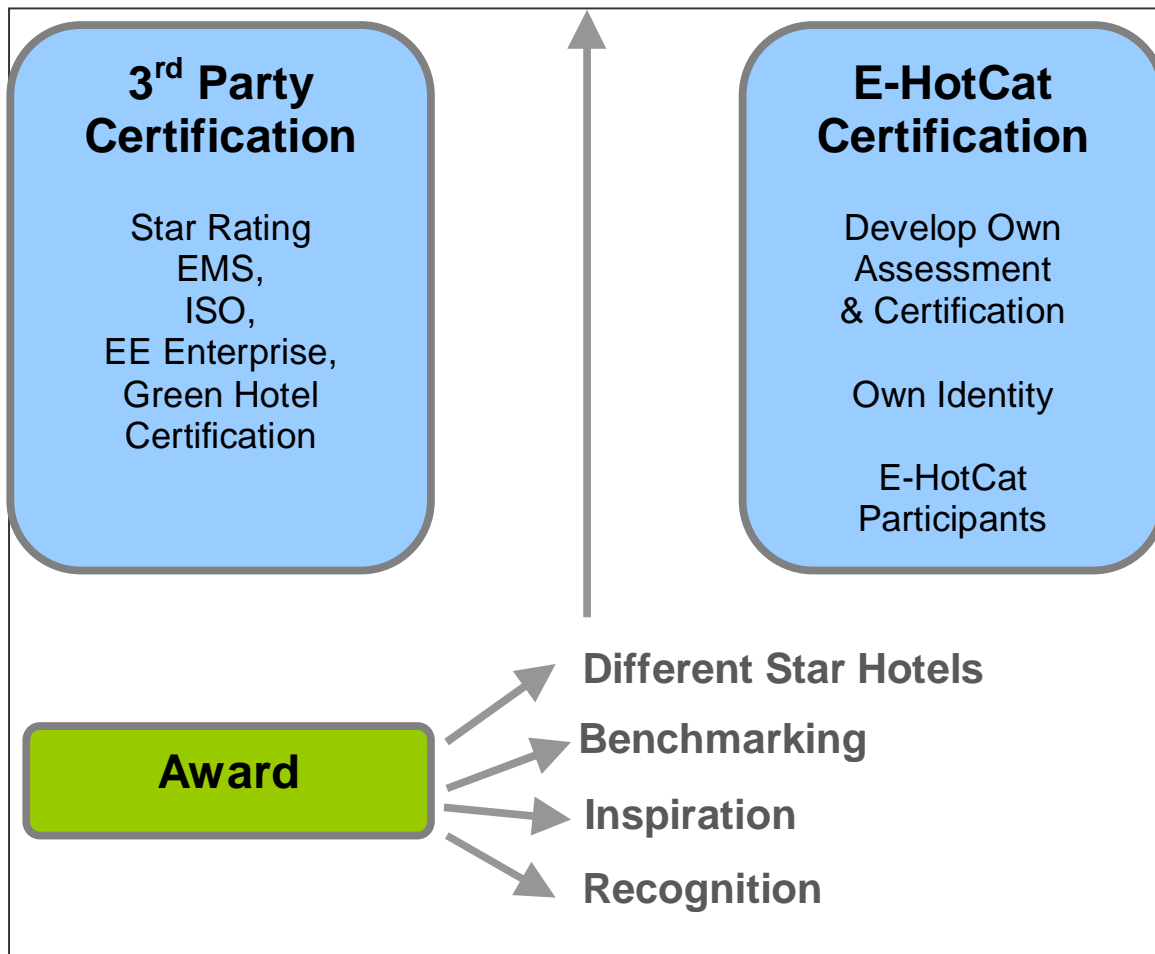 3rd Party
Certification
Star Rating
EMS,
ISO,
EE Enterprise,
Green Hotel
Certification
E-HotCat
Certification
Develop Own
Assessment
& Certification
Own Identity
E-HotCat
Participants
Award
Different Star Hotels
Benchmarking
Inspiration
Recognition